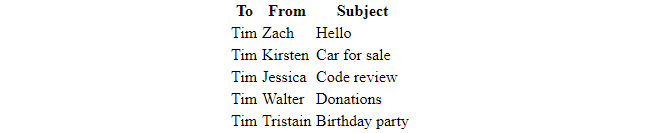 To From Subject
Tim Zach Hello
Tim Kirsten Car for sale
Tim Jessica Code review
Tim Walter Donations
Tim Tristain Birthday party